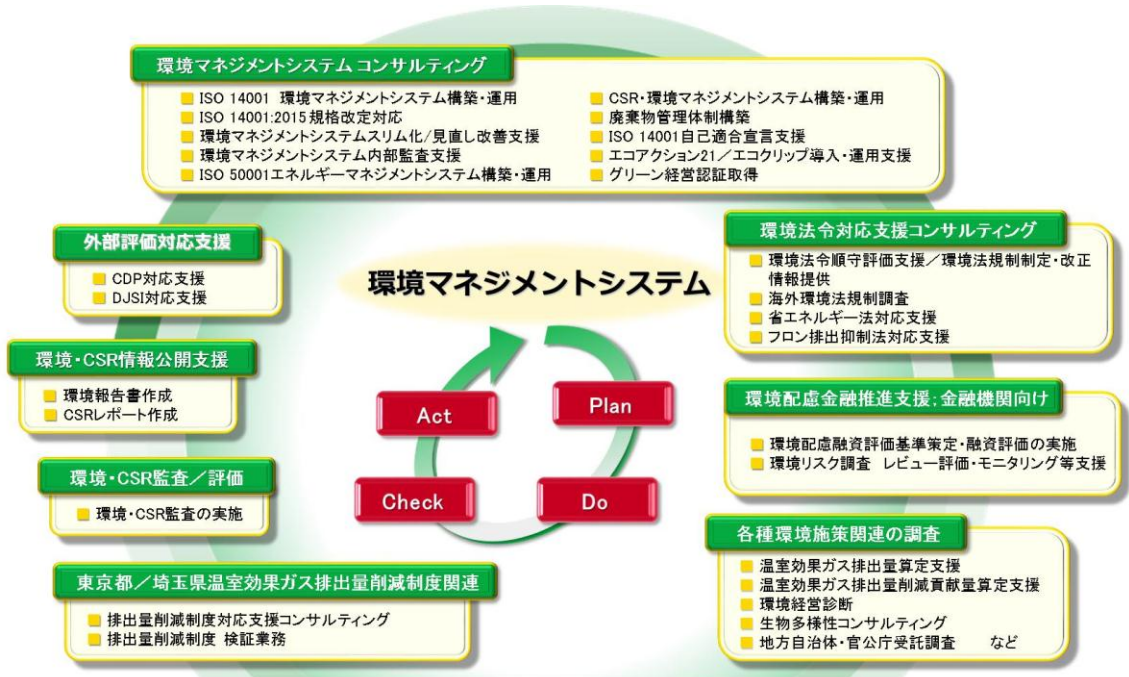 環境マネジメントシステム コンサルティング
ISO 14001 環境マネジメントシステム構築・運用
ISO 14001:2015規格改定対応
環境マネジメントシステムスリム化/見直し改善支援
環境マネジメントシステム内部監査支援
ISO 50001エネルギーマネジメントシステム構築・運用
CSR・環境マネジメントシステム構築・運用
廃棄物管理体制構築
ISO 14001自己適合宣言支援
エコアクション21／エコクリップ導入・運用支援
グリーン経営認証取得
外部評価対応支援
CDP対応支援
DJSI対応支援
環境・CSR情報公開支援
環境報告書作成
CSRレポート作成
環境・CSR監査／評価
環境・CSR監査の実施
東京都／埼玉県温室効果ガス排出量削減制度関連
排出量削減制度対応支援コンサルティング
排出量削減制度 検証業務
環境マネジメントシステム
Act
Plan
Check
Do
環境法令対応支援コンサルティング
環境法令順守評価支援／環境法規制制定・改正
情報提供
海外環境法規制調査
省エネルギー法対応支援
フロン排出抑制法対応支援
環境配慮金融推進支援:金融機関向け
環境配慮融資評価基準策定・融資評価の実施
環境リスク調査 レビュー評価・モニタリング等支援
各種環境施策関連の調査
温室効果ガス排出量算定支援
温室効果ガス排出量削減貢献量算定支援
環境経営診断
生物多様性コンサルティング
地方自治体・官公庁受託調査 など